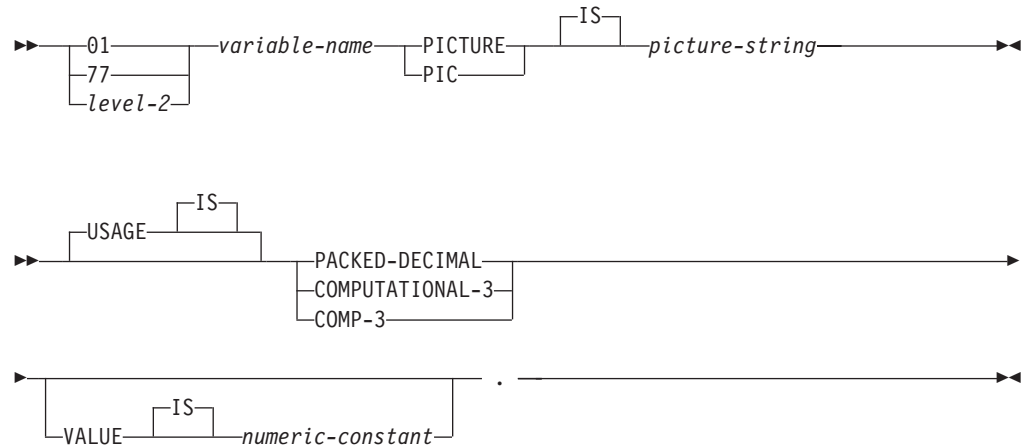 IS
01 variable-name PICTURE picture-string
77 PIC
level-2
IS
USAGE
PACKED-DECIMAL
COMPUTATIONAL-3
COMP-3
.
IS
VALUE numeric-constant